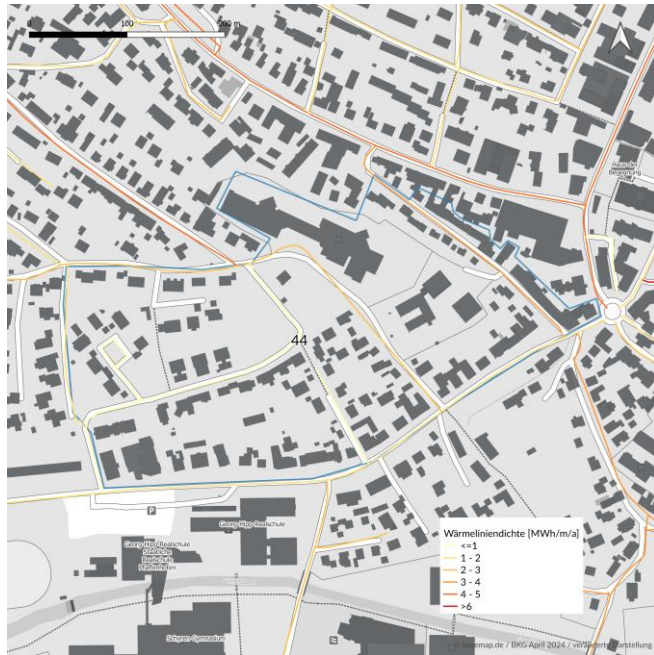 0 100 200 m
Haus der
Begegnung
44
Wärmeliniendichte [MWh/m/a]
<=1
1 - 2
2 - 3
3 - 4
4 - 5
>6
P
Georg-Hipp-Realschule
Georg-Hipp-Realschule
Staatliche
Realschule
Pfaffenhofen
Schyren-Gymnasium
© basemap.de / BKG April 2024 / veränderte Darstellung